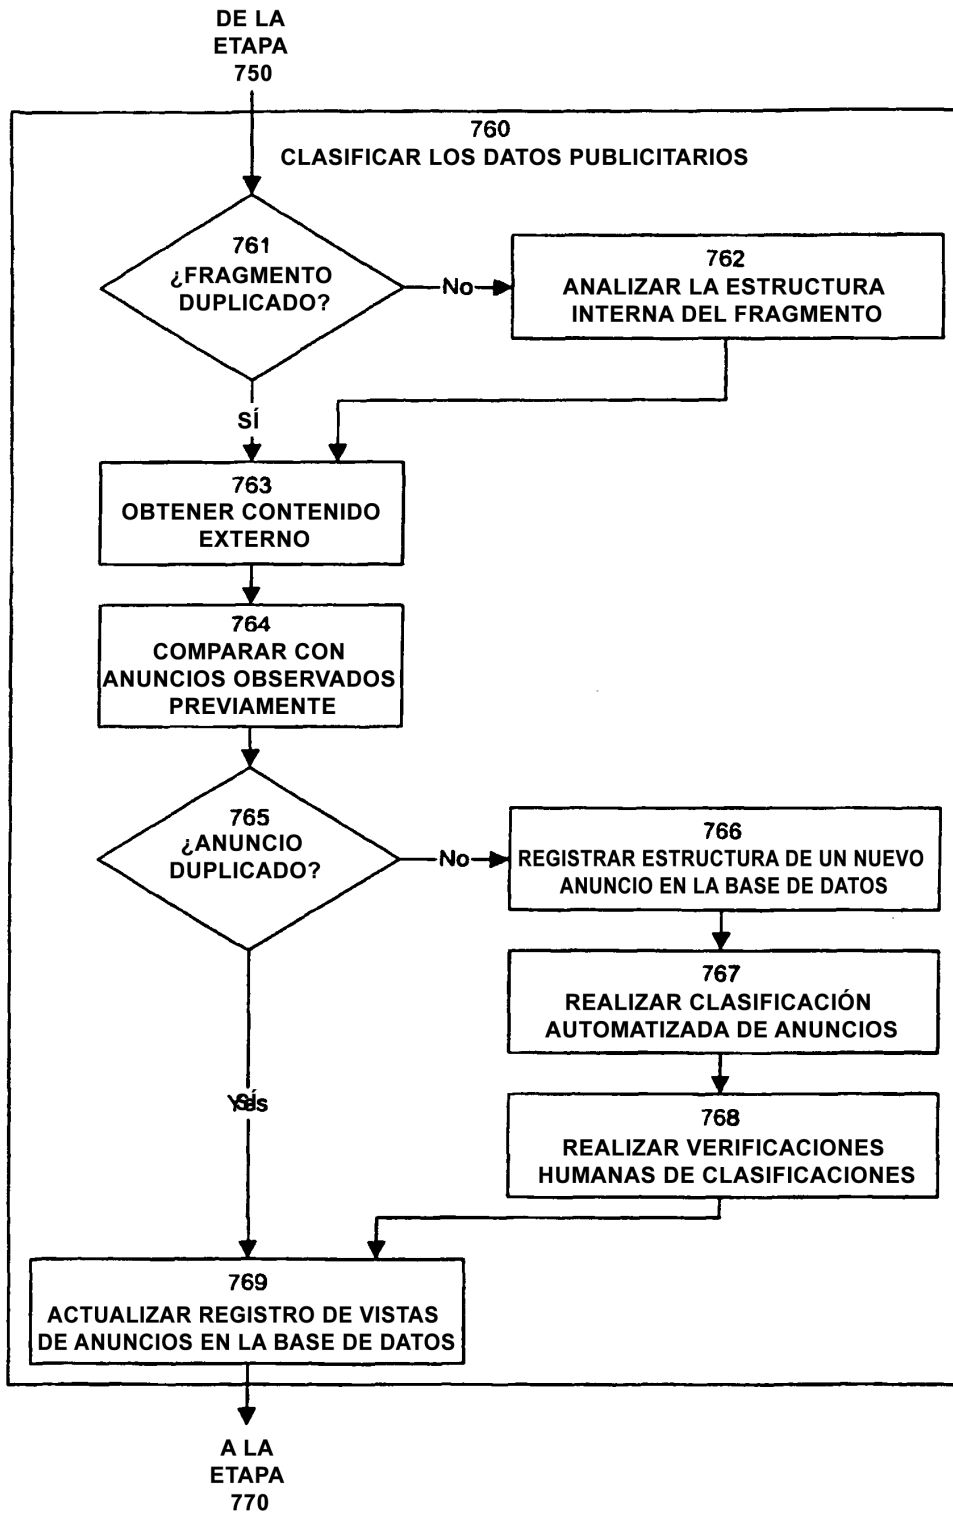 DE LA
ETAPA
750
760
CLASIFICAR LOS DATOS PUBLICITARIOS
761
¿FRAGMENTO
DUPLICADO?
No
762
ANALIZAR LA ESTRUCTURA
INTERNA DEL FRAGMENTO
SÍ
763
OBTENER CONTENIDO
EXTERNO
764
COMPARAR CON
ANUNCIOS OBSERVADOS
PREVIAMENTE
765
¿ANUNCIO
DUPLICADO?
No
766
REGISTRAR ESTRUCTURA DE UN NUEVO
ANUNCIO EN LA BASE DE DATOS
767
REALIZAR CLASIFICACIÓN
AUTOMATIZADA DE ANUNCIOS
Yes
SÍ
768
REALIZAR VERIFICACIONES
HUMANAS DE CLASIFICACIONES
769
ACTUALIZAR REGISTRO DE VISTAS
DE ANUNCIOS EN LA BASE DE DATOS
A LA
ETAPA
770